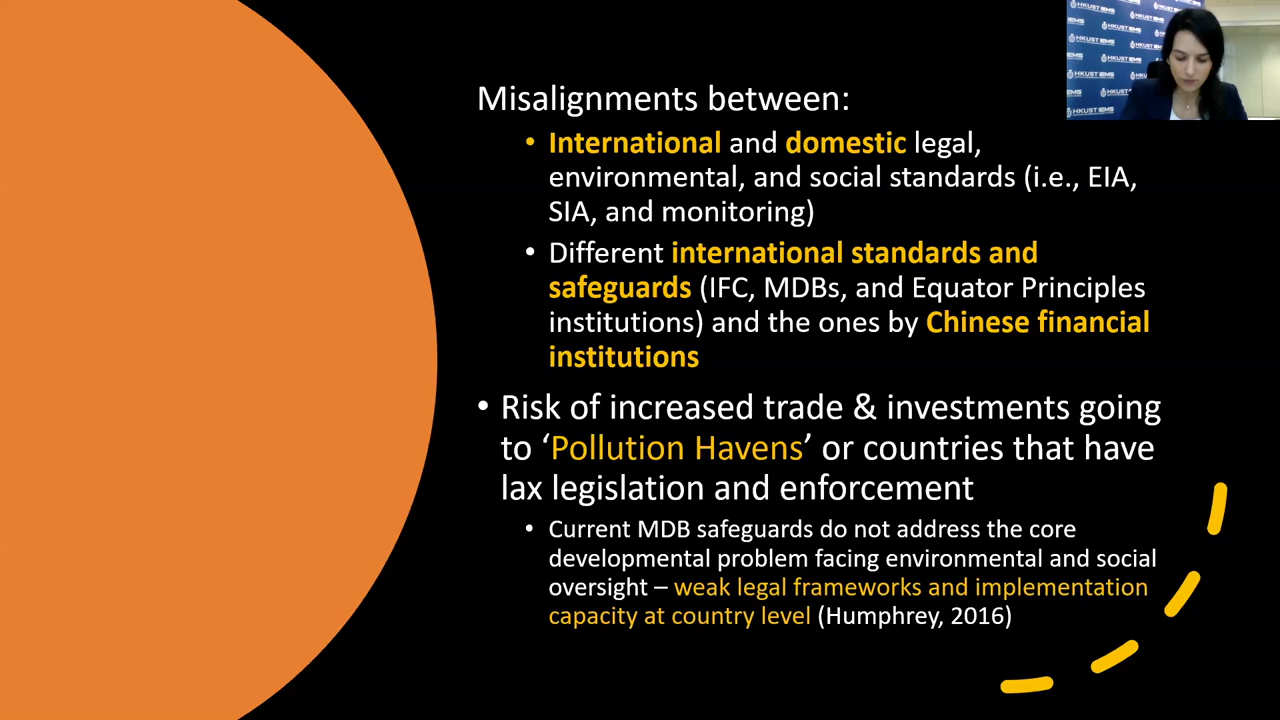 Misalignments between:
• International and domestic legal,
environmental, and social standards (i.e., EIA,
SIA, and monitoring)
• Different international standards and
safeguards (IFC, MDBs, and Equator Principles
institutions) and the ones by Chinese financial
institutions
• Risk of increased trade & investments going
to ‘Pollution Havens’ or countries that have
lax legislation and enforcement
• Current MDB safeguards do not address the core
developmental problem facing environmental and social
oversight – weak legal frameworks and implementation
capacity at country level (Humphrey, 2016)
HKUST IEMS